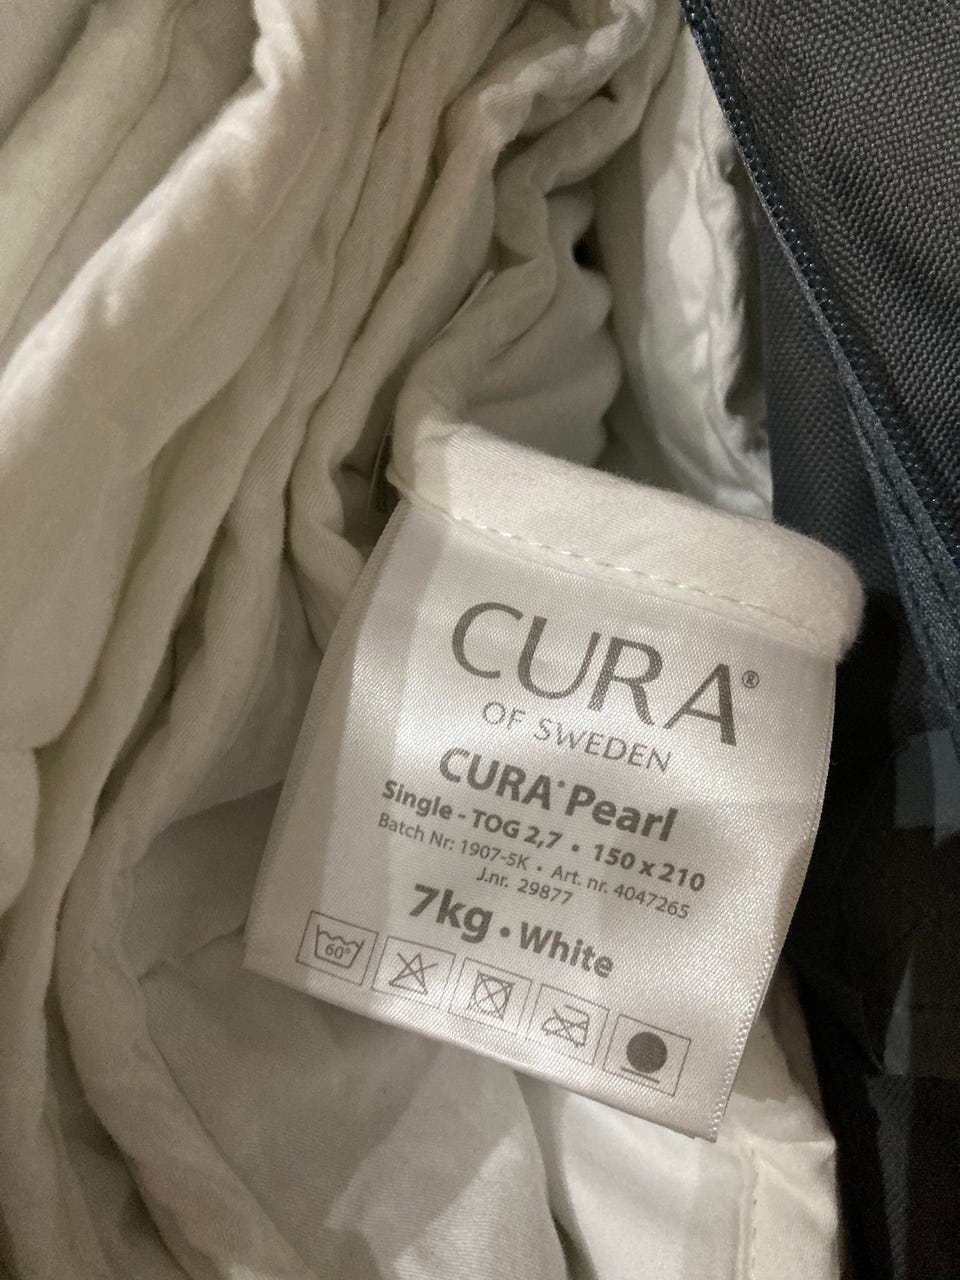 CURA®
OF SWEDEN
CURA® Pearl
Single - TOG 2,7 • 150 x 210
Batch Nr: 1907-5K • Art. nr. 4047265
J.nr. 29877
7kg • White
60°